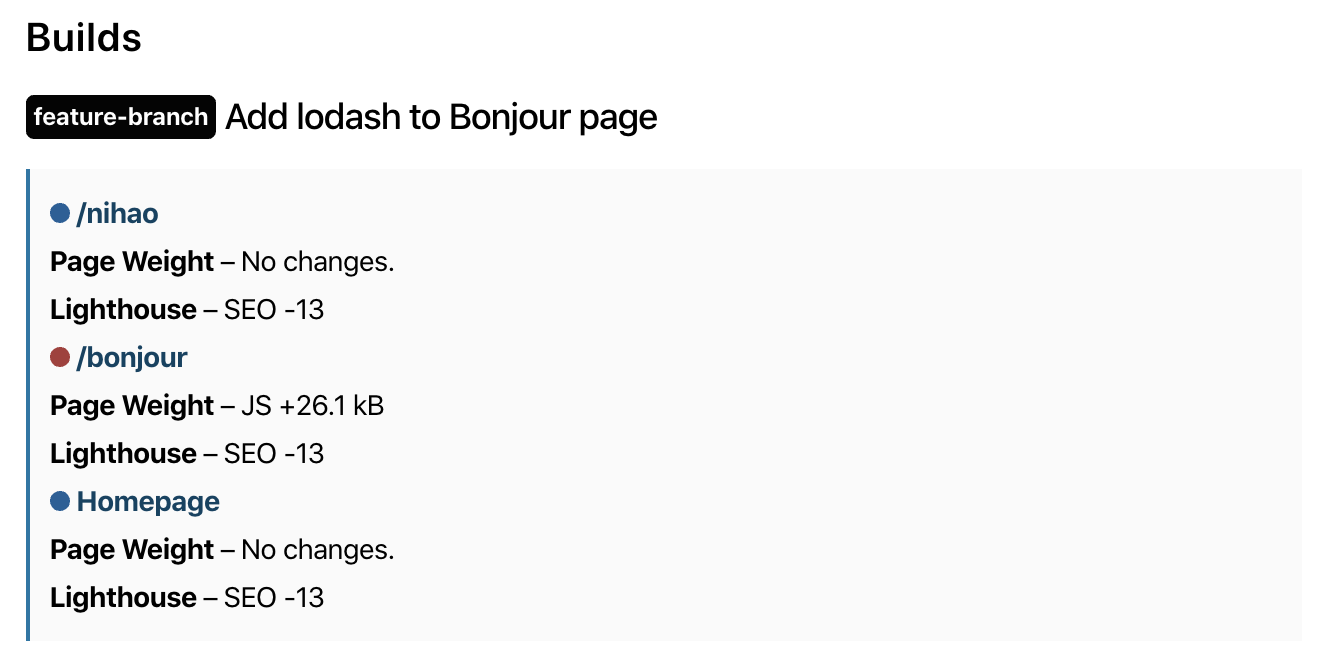 Builds
feature-branch Add lodash to Bonjour page
/nihao
Page Weight – No changes.
Lighthouse – SEO -13
/bonjour
Page Weight – JS +26.1 kB
Lighthouse – SEO -13
Homepage
Page Weight – No changes.
Lighthouse – SEO -13